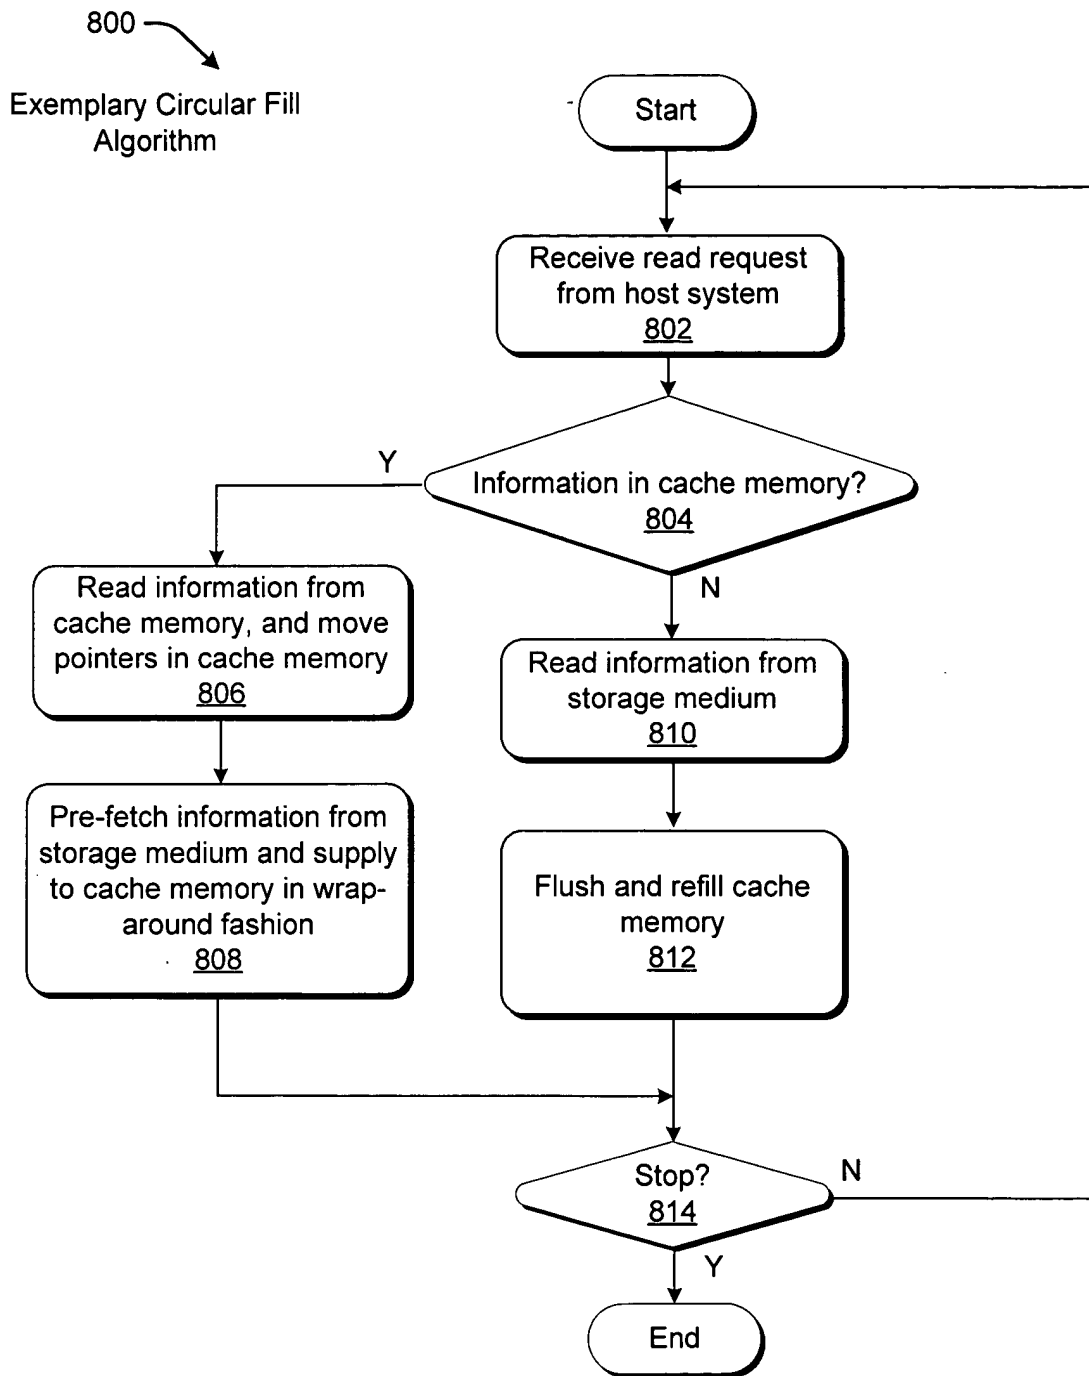 800
Exemplary Circular Fill
Algorithm
Start
Receive read request
from host system
802
Information in cache memory?
804
Y
N
Read information from
cache memory, and move
pointers in cache memory
806
Read information from
storage medium
810
Pre-fetch information from
storage medium and supply
to cache memory in wrap-
around fashion
808
Flush and refill cache
memory
812
Stop?
814
N
Y
End